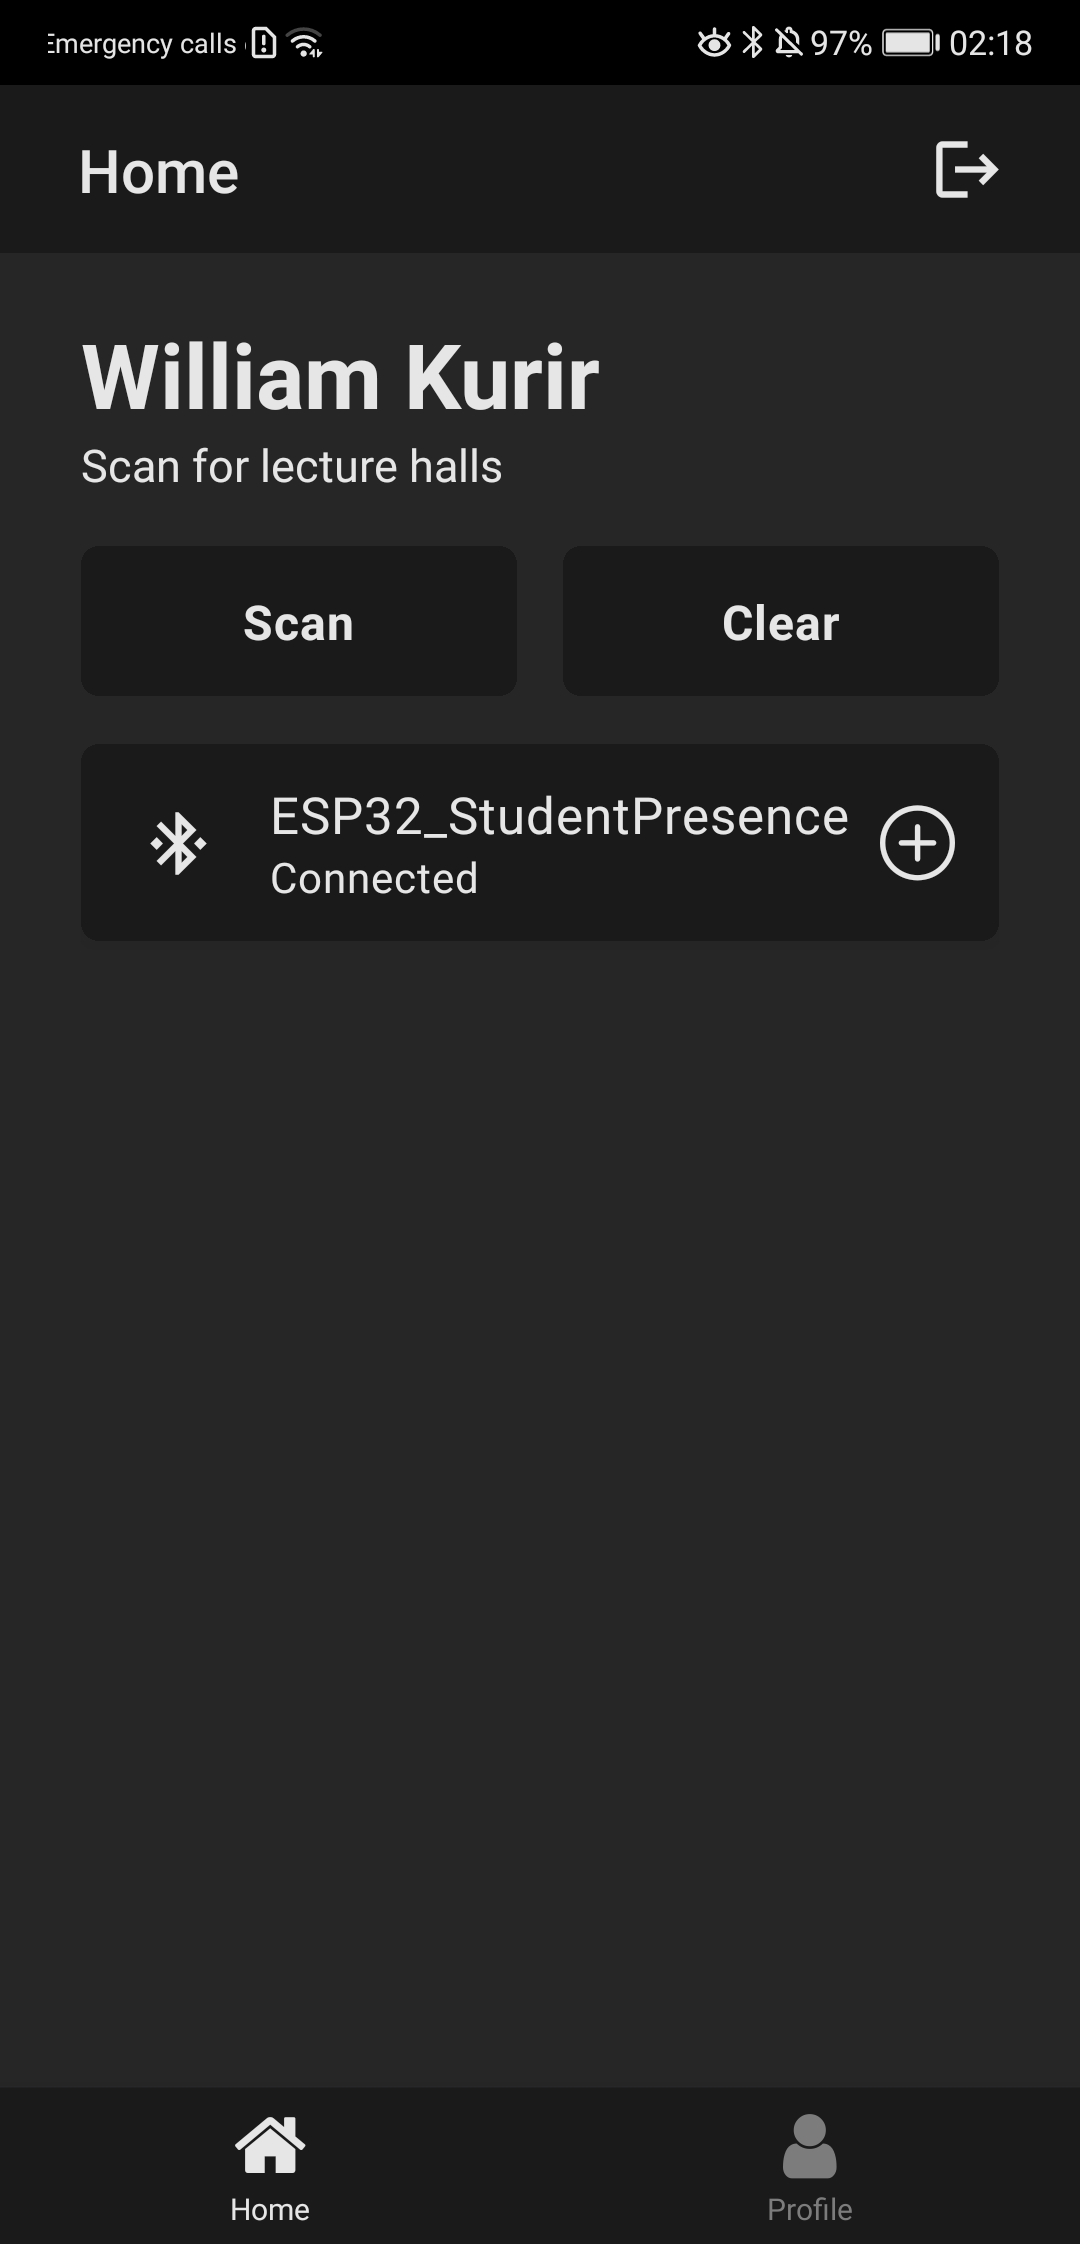 Emergency calls
97% 02:18
Home
William Kurir
Scan for lecture halls
Scan
Clear
ESP32_StudentPresence
Connected
Home
Profile